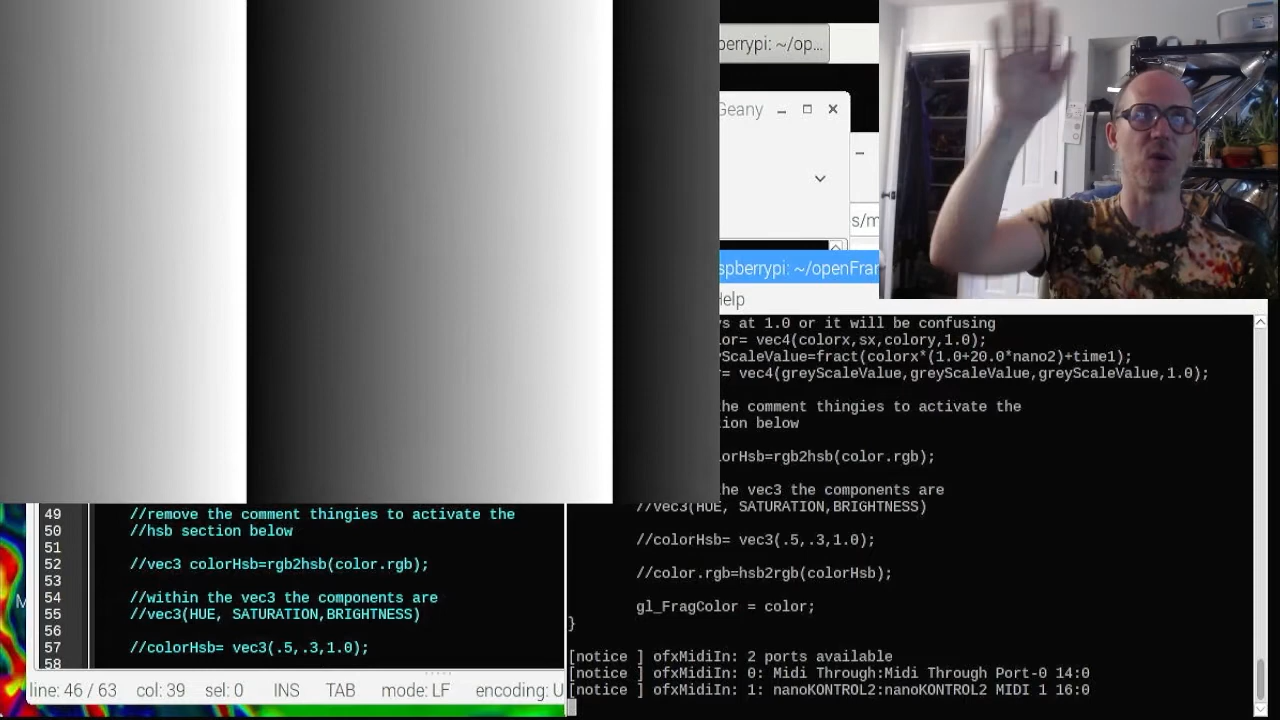 berrypi: ~/op...
Geany
s/m
spberrypi: ~/openFran
Help
ys at 1.0 or it will be confusing
or= vec4(colorx,sx,colory,1.0);
yScaleValue=fract(colorx*(1.0+20.0*nano2)+time1);
r= vec4(greyScaleValue,greyScaleValue,greyScaleValue,1.0);
he comment thingies to activate the
ion below
orHsb=rgb2hsb(color.rgb);
he vec3 the components are
//vec3(HUE, SATURATION,BRIGHTNESS)
//colorHsb= vec3(.5,.3,1.0);
//color.rgb=hsb2rgb(colorHsb);
gl_FragColor = color;
}
[notice ] ofxMidiIn: 2 ports available
[notice ] ofxMidiIn: 0: Midi Through:Midi Through Port-0 14:0
[notice ] ofxMidiIn: 1: nanoKONTROL2:nanoKONTROL2 MIDI 1 16:0
49 //remove the comment thingies to activate the
50 //hsb section below
51
52 //vec3 colorHsb=rgb2hsb(color.rgb);
53
54 //within the vec3 the components are
55 //vec3(HUE, SATURATION,BRIGHTNESS)
56
57 //colorHsb= vec3(.5,.3,1.0);
58
line: 46 / 63 col: 39 sel: 0 INS TAB mode: LF encoding: U